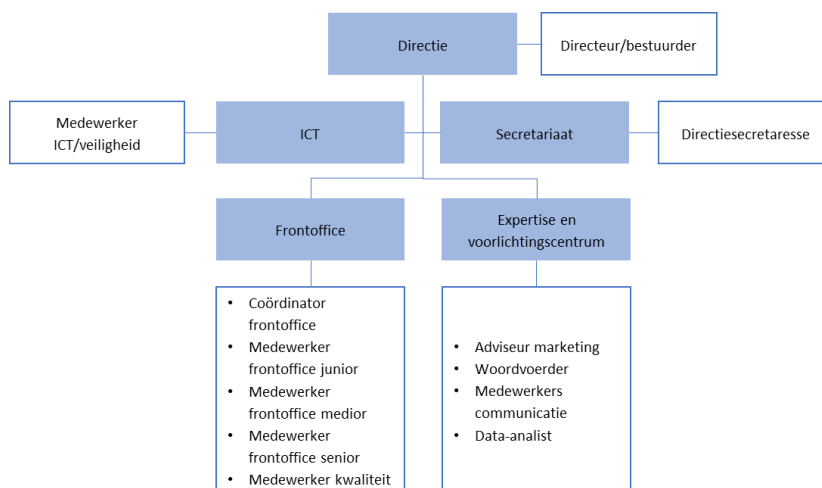 Directie
Directeur/bestuurder
Medewerker
ICT/veiligheid
ICT
Secretariaat
Directiesecretaresse
Frontoffice
Expertise en
voorlichtingscentrum
• Coördinator
frontoffice
• Medewerker
frontoffice junior
• Medewerker
frontoffice medior
• Medewerker
frontoffice senior
• Medewerker kwaliteit
• Adviseur marketing
• Woordvoerder
• Medewerkers
communicatie
• Data-analist